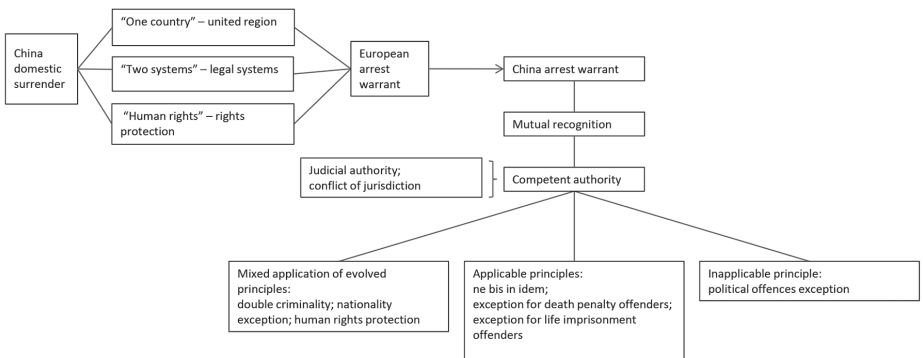 "One country" – united region
China
domestic
surrender
"Two systems" – legal systems
"Human rights" – rights
protection
European
arrest
warrant
China arrest warrant
Mutual recognition
Judicial authority;
conflict of jurisdiction
Competent authority
Mixed application of evolved
principles:
double criminality; nationality
exception; human rights protection
Applicable principles:
ne bis in idem;
exception for death penalty offenders;
exception for life imprisonment
offenders
Inapplicable principle:
political offences exception